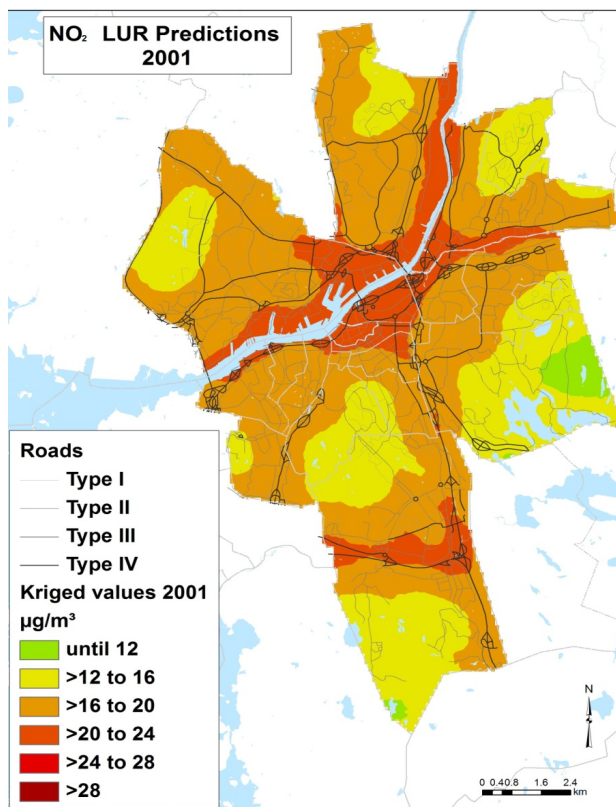 NO₂ LUR Predictions
2001
Roads
Type I
Type II
Type III
Type IV
Kriged values 2001
µg/m³
until 12
>12 to 16
>16 to 20
>20 to 24
>24 to 28
>28
N
0 0.40.8 1.6 2.4
km